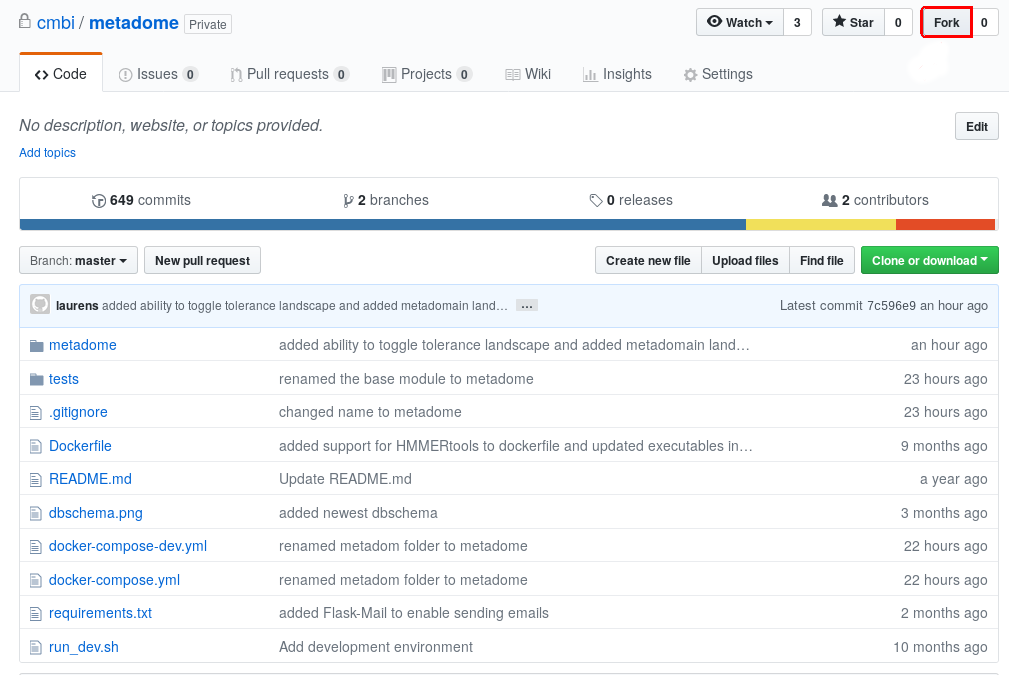 cmbi / metadome Private Watch 3 Star 0 Fork 0
Code Issues 0 Pull requests 0 Projects 0 Wiki Insights Settings
No description, website, or topics provided. Edit
Add topics
649 commits 2 branches 0 releases 2 contributors
Branch: master New pull request Create new file Upload files Find file Clone or download
laurens added ability to toggle tolerance landscape and added metadomain land… … Latest commit 7c596e9 an hour ago
metadome added ability to toggle tolerance landscape and added metadomain land… an hour ago
tests renamed the base module to metadome 23 hours ago
.gitignore changed name to metadome 23 hours ago
Dockerfile added support for HMMERtools to dockerfile and updated executables in… 9 months ago
README.md Update README.md a year ago
dbschema.png added newest dbschema 3 months ago
docker-compose-dev.yml renamed metadom folder to metadome 22 hours ago
docker-compose.yml renamed metadom folder to metadome 22 hours ago
requirements.txt added Flask-Mail to enable sending emails 2 months ago
run_dev.sh Add development environment 10 months ago